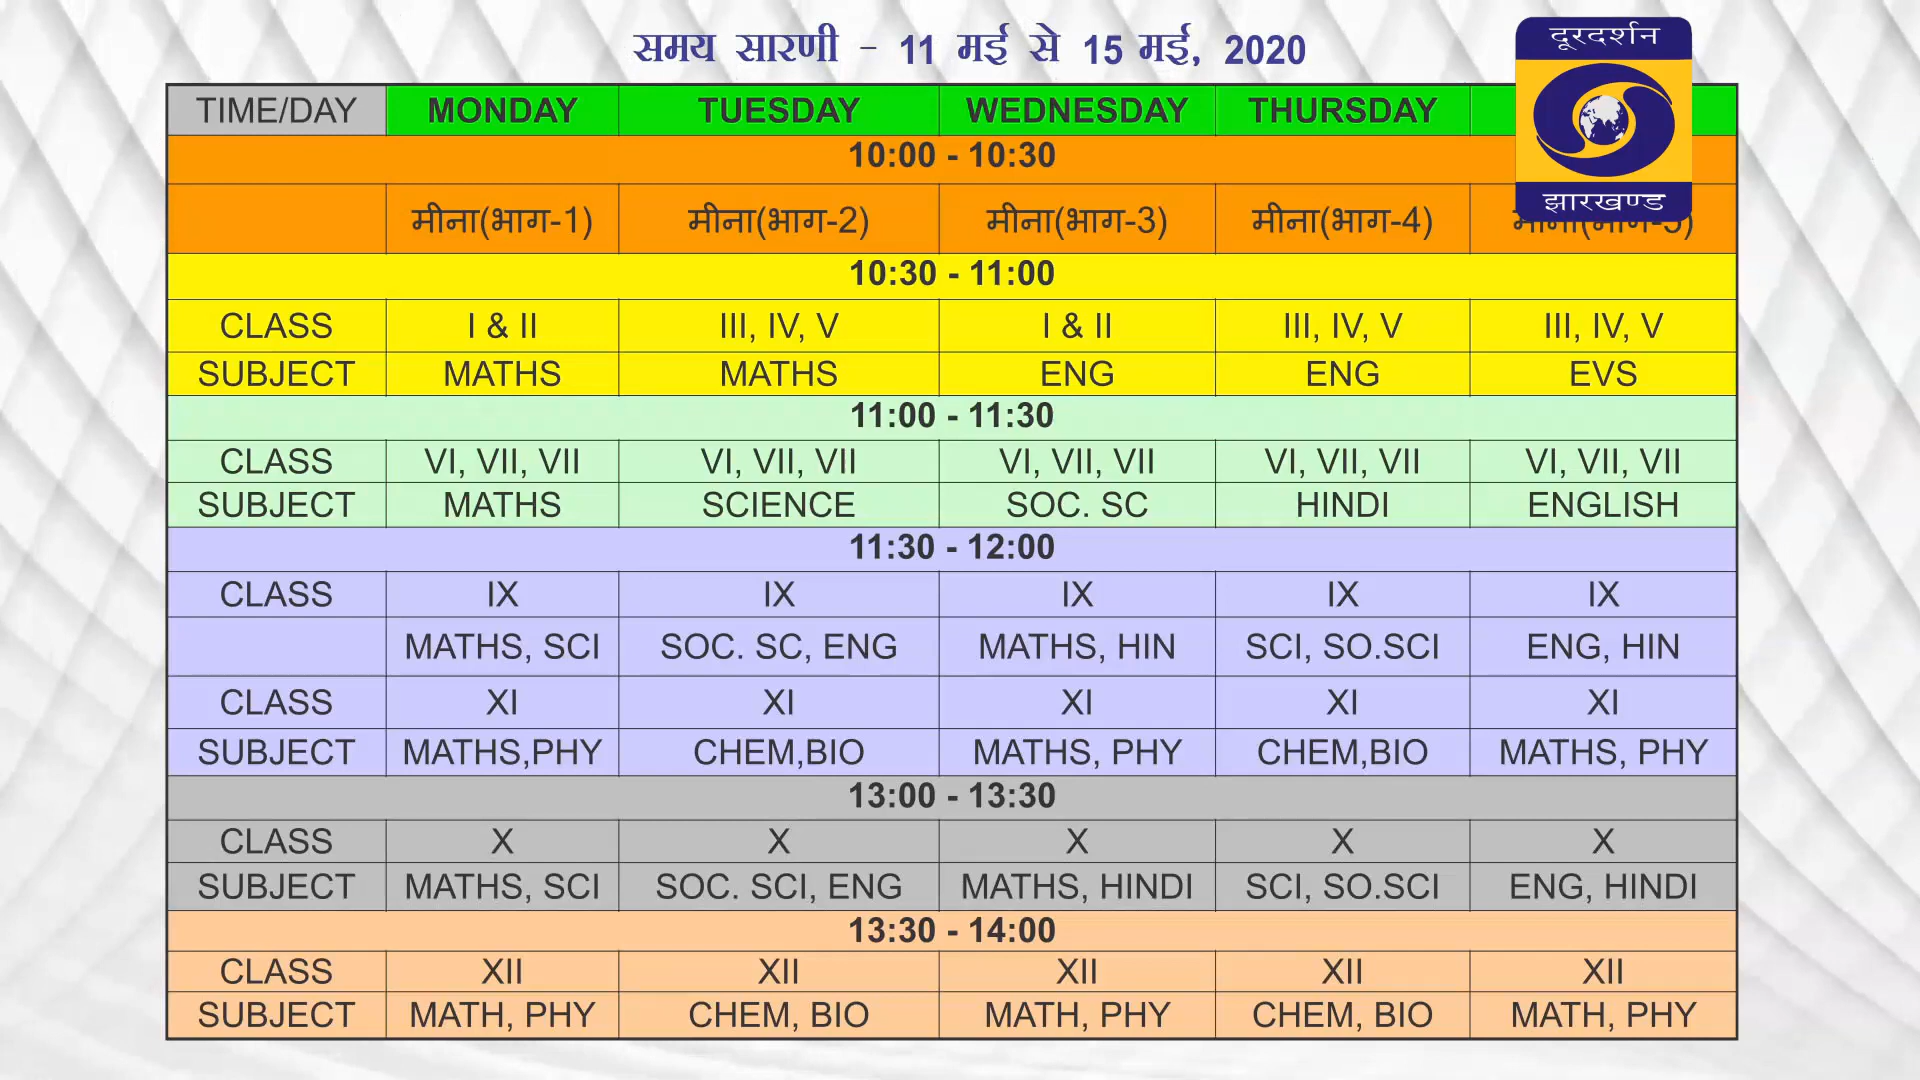 समय सारणी - 11 मई से 15 मई, 2020
दूरदर्शन
झारखण्ड
TIME/DAY MONDAY TUESDAY WEDNESDAY THURSDAY
10:00 - 10:30
मीना(भाग-1) मीना(भाग-2) मीना(भाग-3) मीना(भाग-4) मीना(भाग-5)
10:30 - 11:00
CLASS I & II III, IV, V I & II III, IV, V III, IV, V
SUBJECT MATHS MATHS ENG ENG EVS
11:00 - 11:30
CLASS VI, VII, VII VI, VII, VII VI, VII, VII VI, VII, VII VI, VII, VII
SUBJECT MATHS SCIENCE SOC. SC HINDI ENGLISH
11:30 - 12:00
CLASS IX IX IX IX IX
MATHS, SCI SOC. SC, ENG MATHS, HIN SCI, SO.SCI ENG, HIN
CLASS XI XI XI XI XI
SUBJECT MATHS,PHY CHEM,BIO MATHS, PHY CHEM,BIO MATHS, PHY
13:00 - 13:30
CLASS X X X X X
SUBJECT MATHS, SCI SOC. SCI, ENG MATHS, HINDI SCI, SO.SCI ENG, HINDI
13:30 - 14:00
CLASS XII XII XII XII XII
SUBJECT MATH, PHY CHEM, BIO MATH, PHY CHEM, BIO MATH, PHY